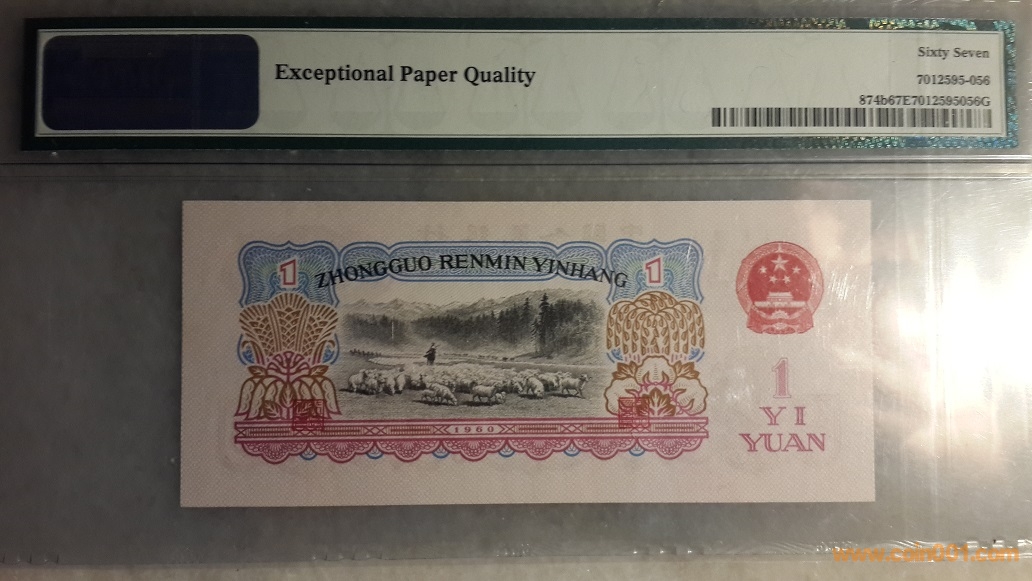 Sixty Seven
Exceptional Paper Quality
7012595-056
874b67E7012595056G
1 ZHONGGUO RENMIN YINHANG 1
1960
1
YI
YUAN
www.coin001.com